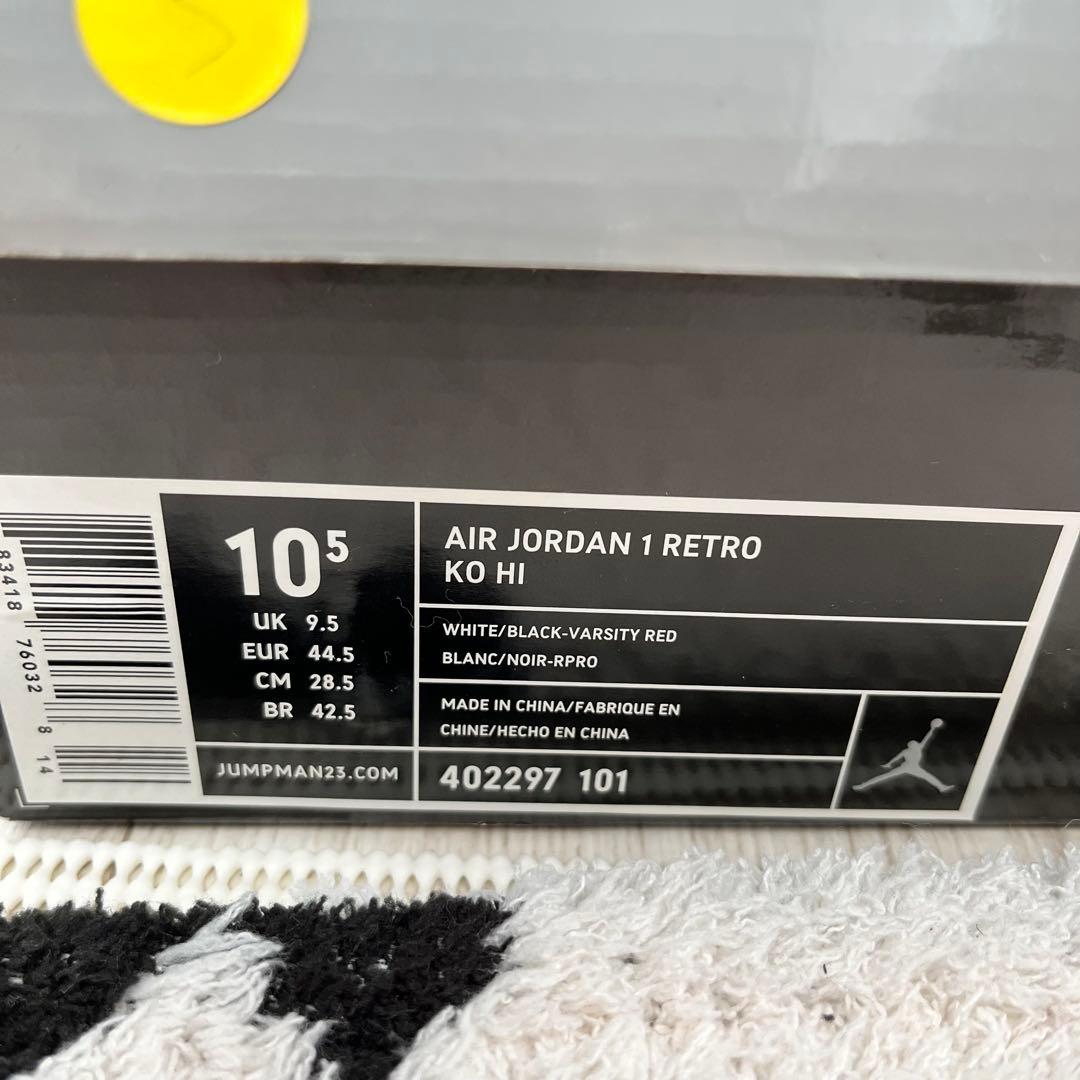 83418 76032 8 14
10⁵
UK 9.5
EUR 44.5
CM 28.5
BR 42.5
JUMPMAN23.COM
AIR JORDAN 1 RETRO
KO HI
WHITE/BLACK-VARSITY RED
BLANC/NOIR-RPRO
MADE IN CHINA/FABRIQUE EN
CHINE/HECHO EN CHINA
402297 101